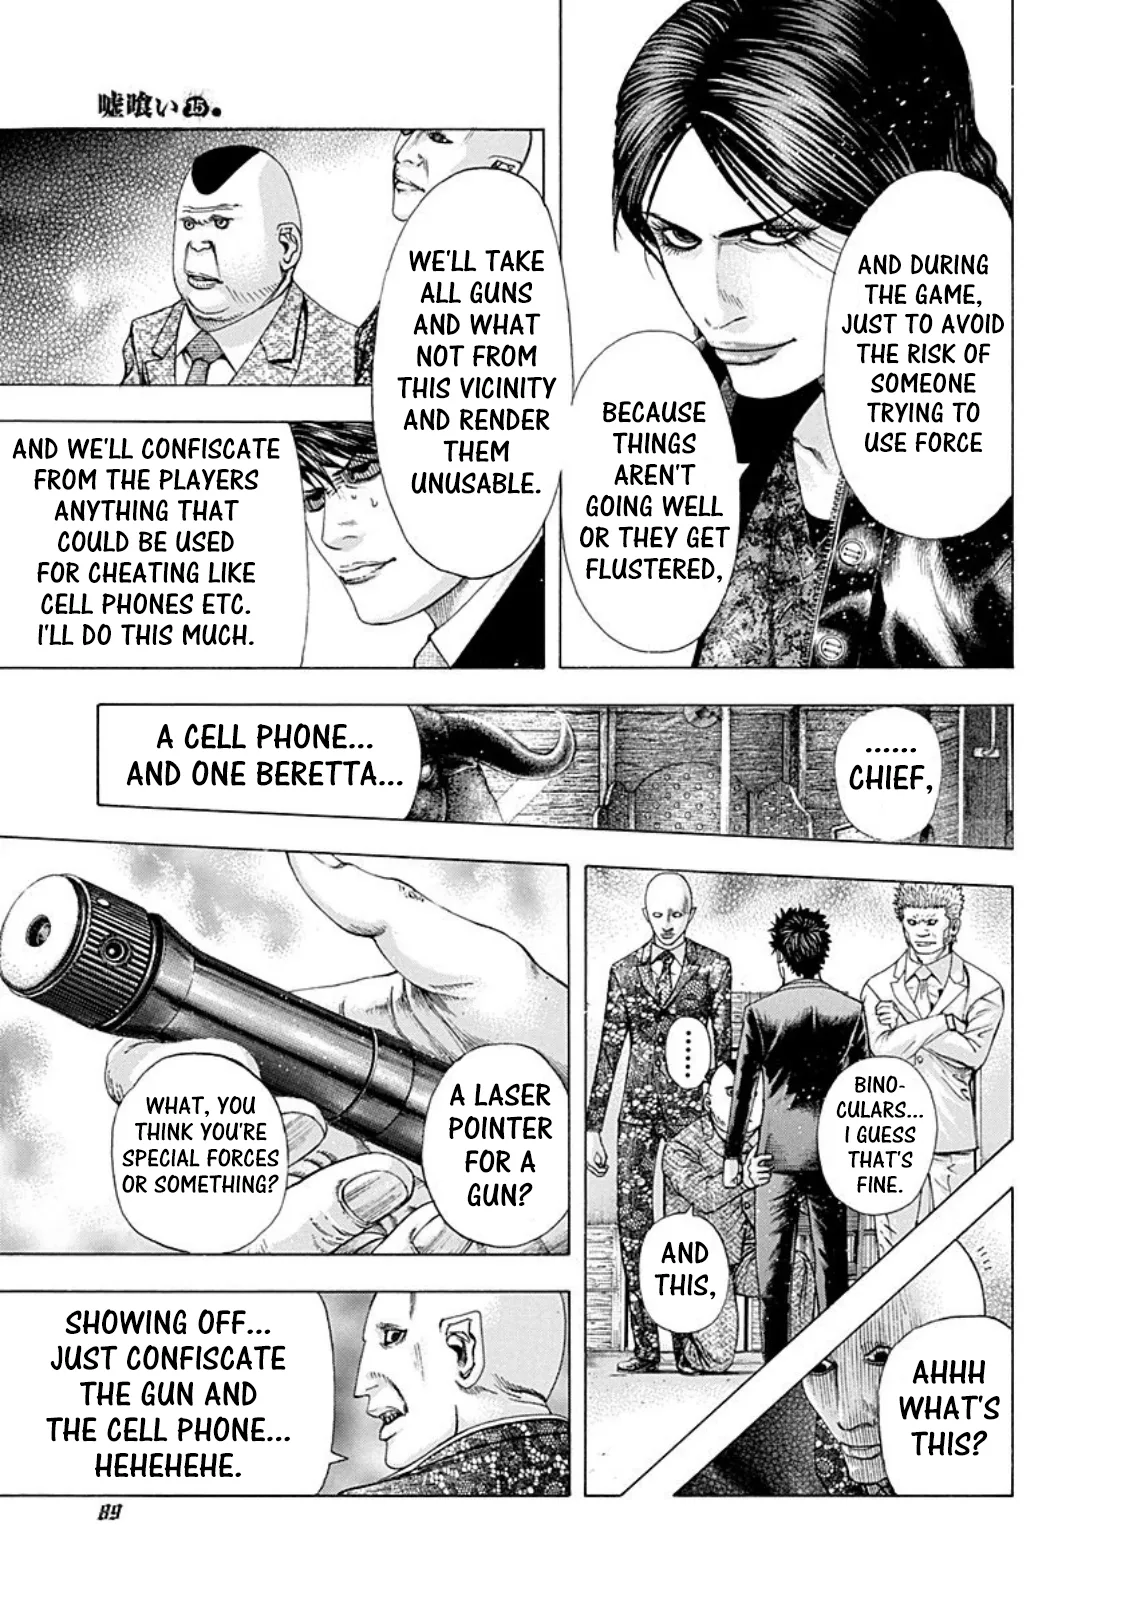 嘘喰い 15
AND DURING
THE GAME,
JUST TO AVOID
THE RISK OF
SOMEONE
TRYING TO
USE FORCE
BECAUSE
THINGS
AREN'T
GOING WELL
OR THEY GET
FLUSTERED,
WE'LL TAKE
ALL GUNS
AND WHAT
NOT FROM
THIS VICINITY
AND RENDER
THEM
UNUSABLE.
AND WE'LL CONFISCATE
FROM THE PLAYERS
ANYTHING THAT
COULD BE USED
FOR CHEATING LIKE
CELL PHONES ETC.
I'LL DO THIS MUCH.
......
CHIEF,
A CELL PHONE...
AND ONE BERETTA...
......
BINO-
CULARS...
I GUESS
THAT'S
FINE.
AND
THIS,
AHHH
WHAT'S
THIS?
A LASER
POINTER
FOR A
GUN?
WHAT, YOU
THINK YOU'RE
SPECIAL FORCES
OR SOMETHING?
SHOWING OFF...
JUST CONFISCATE
THE GUN AND
THE CELL PHONE...
HEHEHEHE.
89